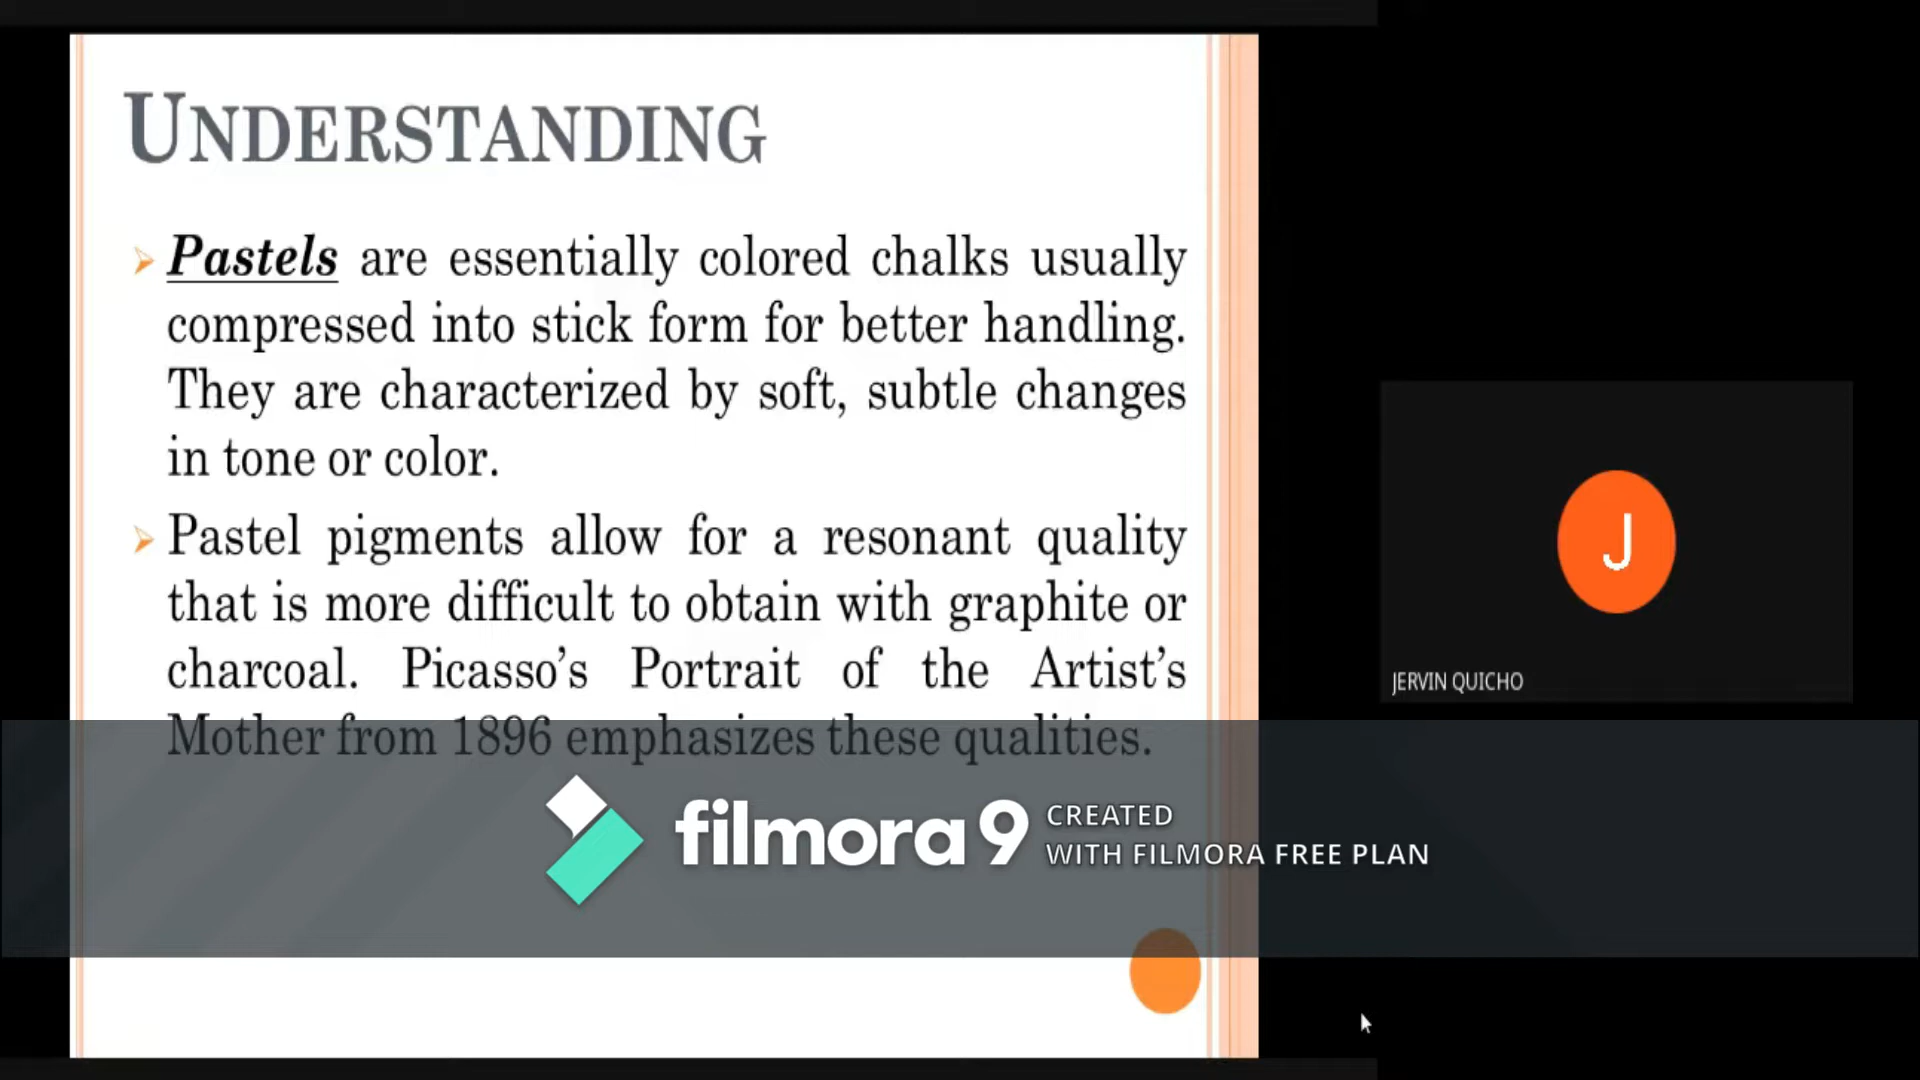 UNDERSTANDING
Pastels are essentially colored chalks usually
compressed into stick form for better handling.
They are characterized by soft, subtle changes
in tone or color.
Pastel pigments allow for a resonant quality
that is more difficult to obtain with graphite or
charcoal. Picasso’s Portrait of the Artist’s
Mother from 1896 emphasizes these qualities.
J
JERVIN QUICHO
filmora 9
CREATED
WITH FILMORA FREE PLAN